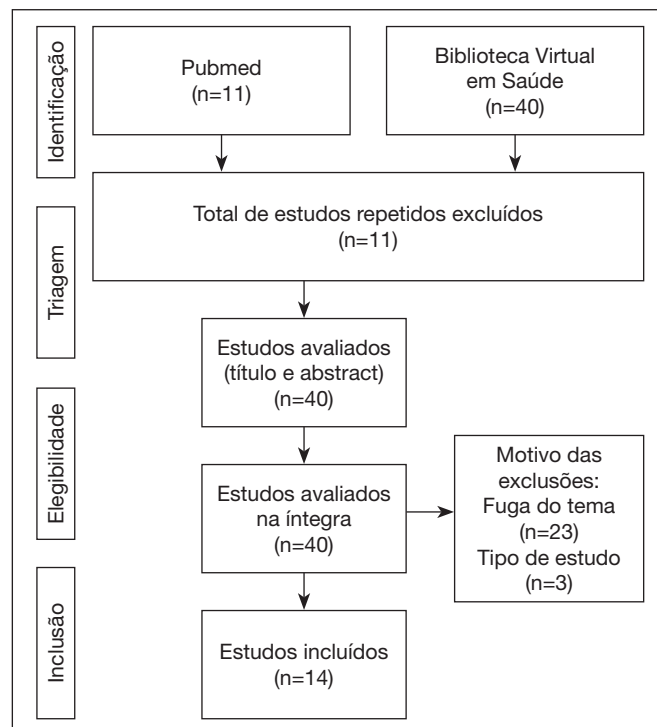 Identificação
Pubmed
(n=11)
Biblioteca Virtual
em Saúde
(n=40)
Triagem
Total de estudos repetidos excluídos
(n=11)
Estudos avaliados
(título e abstract)
(n=40)
Elegibilidade
Estudos avaliados
na íntegra
(n=40)
Motivo das
exclusões:
Fuga do tema
(n=23)
Tipo de estudo
(n=3)
Inclusão
Estudos incluídos
(n=14)